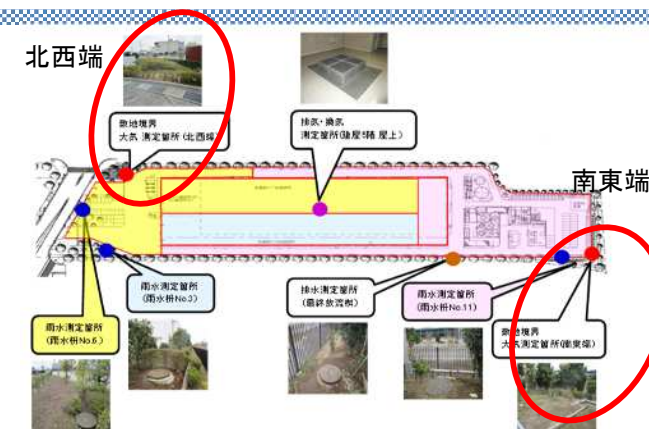 北西端
敷地境界
大気 測定箇所(北西端)
排気・換気
測定箇所(陸屋5階 屋上)
南東端
雨水測定箇所
(雨水桝No.6)
雨水測定箇所
(雨水桝No.3)
排水測定箇所
(最終放流桝)
雨水測定箇所
(雨水桝No.11)
敷地境界
大気測定箇所(南東端)